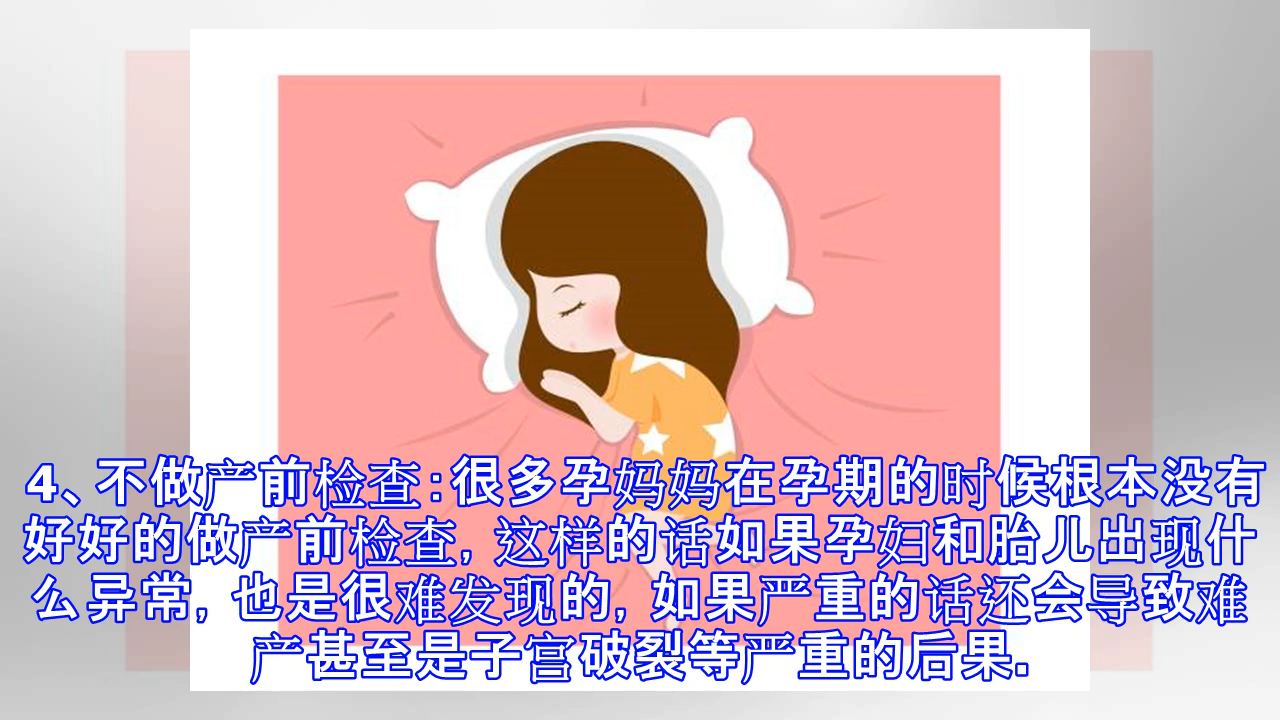 4、不做产前检查:很多孕妈妈在孕期的时候根本没有
好好的做产前检查, 这样的话如果孕妇和胎儿出现什
么异常, 也是很难发现的, 如果严重的话还会导致难
产甚至是子宫破裂等严重的后果.